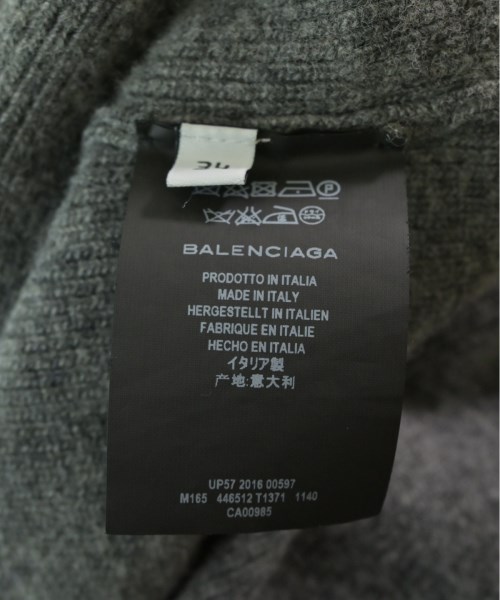 34
BALENCIAGA
PRODOTTO IN ITALIA
MADE IN ITALY
HERGESTELLT IN ITALIEN
FABRIQUE EN ITALIE
HECHO EN ITALIA
イタリア製
产地:意大利
UP57 2016 00597
M165 446512 T1371 1140
CA00985